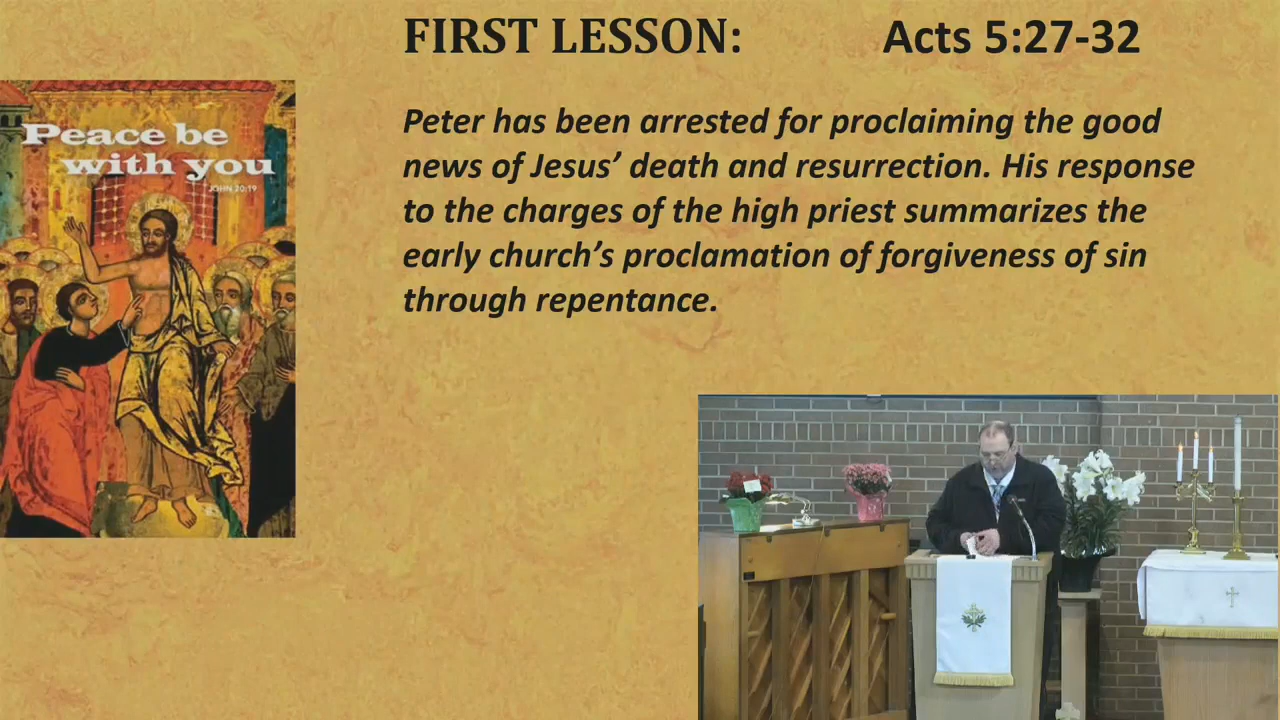 FIRST LESSON: Acts 5:27-32
Peter has been arrested for proclaiming the good
news of Jesus’ death and resurrection. His response
to the charges of the high priest summarizes the
early church’s proclamation of forgiveness of sin
through repentance.
Peace be
with you
JOHN 20:19